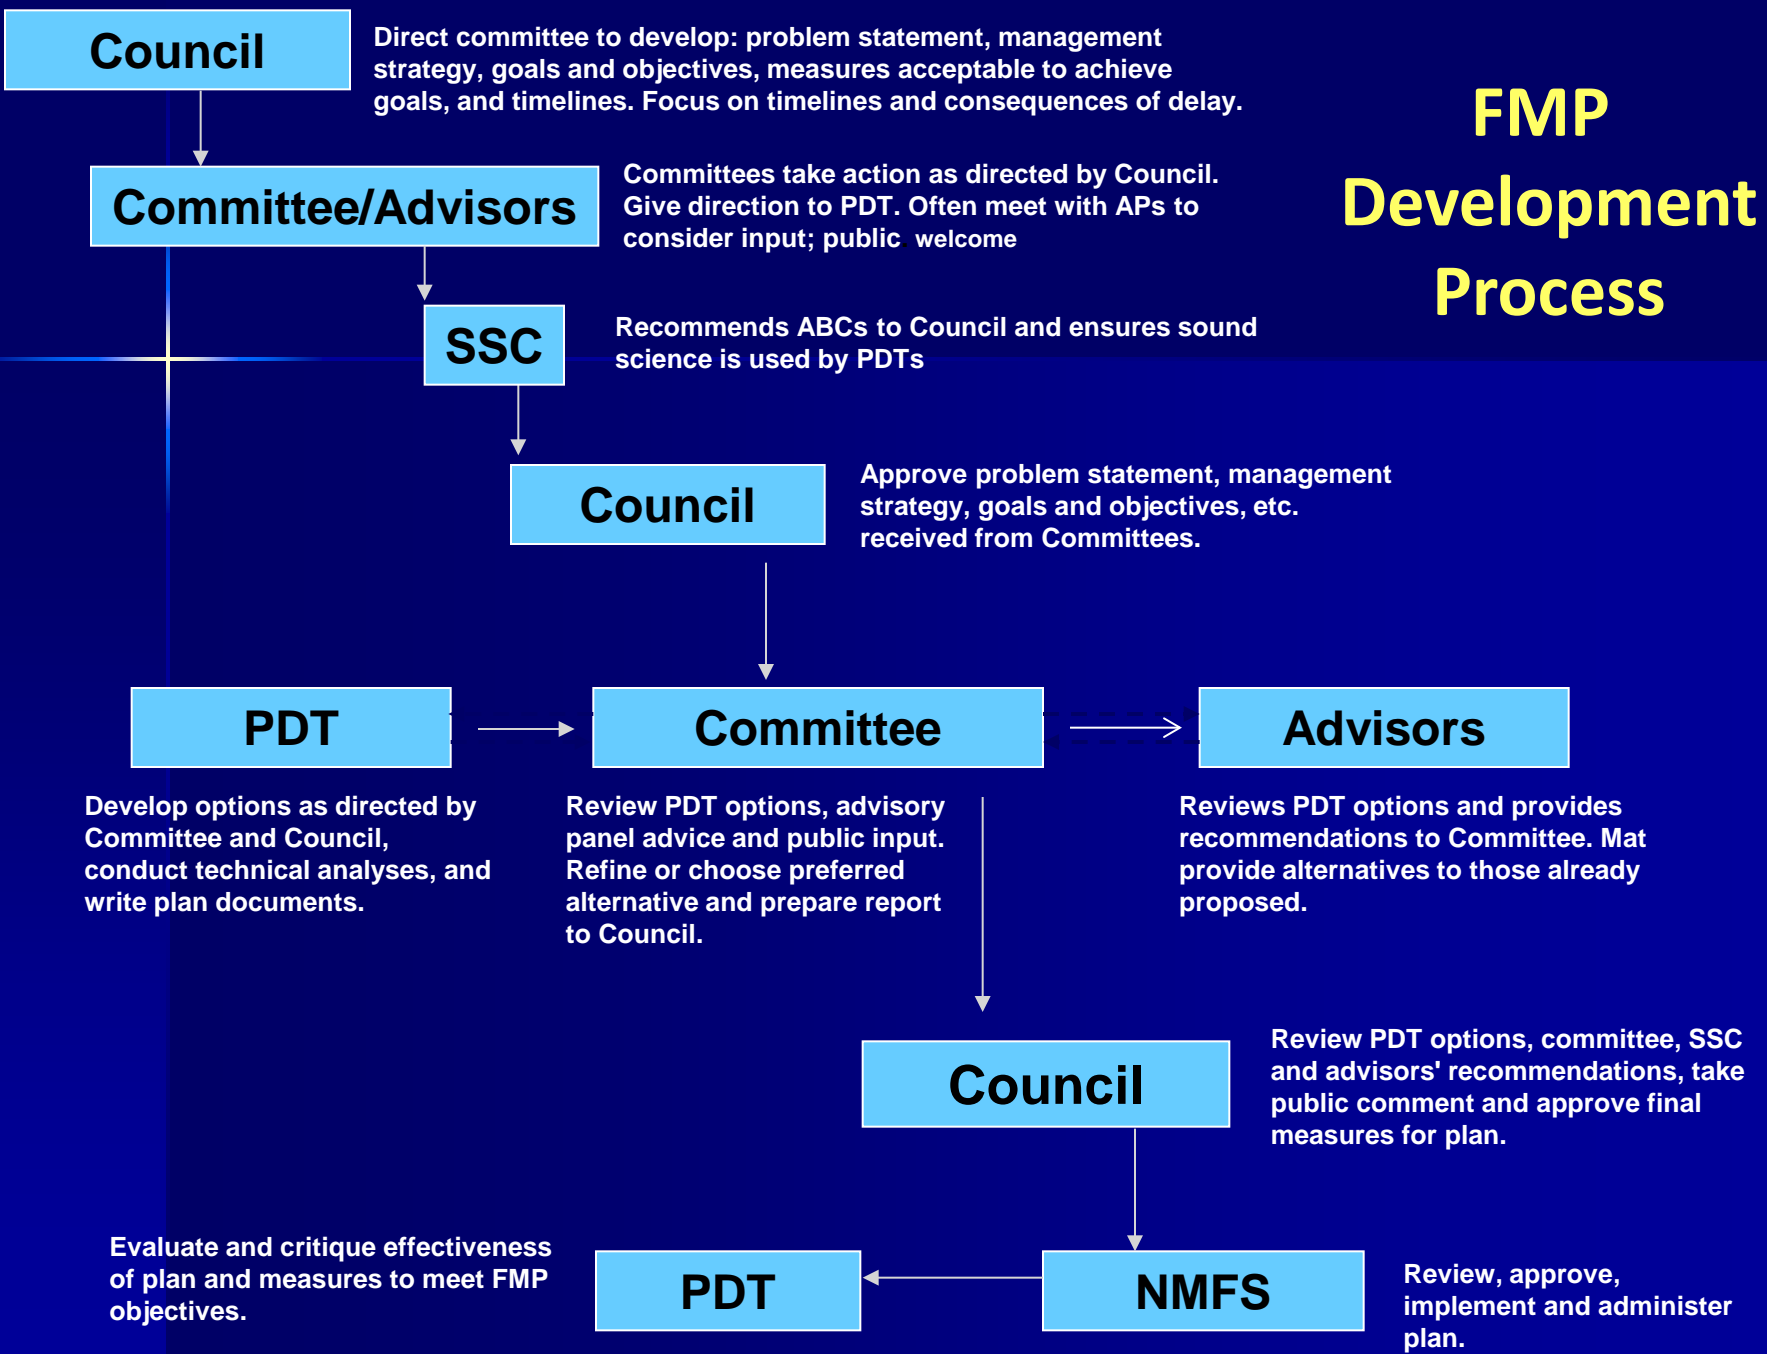 Council
Direct committee to develop: problem statement, management
strategy, goals and objectives, measures acceptable to achieve
goals, and timelines. Focus on timelines and consequences of delay.
FMP
Development
Process
Committee/Advisors
Committees take action as directed by Council.
Give direction to PDT. Often meet with APs to
consider input; public. welcome
SSC
Recommends ABCs to Council and ensures sound
science is used by PDTs
Council
Approve problem statement, management
strategy, goals and objectives, etc.
received from Committees.
PDT
Committee
Advisors
Develop options as directed by
Committee and Council,
conduct technical analyses, and
write plan documents.
Review PDT options, advisory
panel advice and public input.
Refine or choose preferred
alternative and prepare report
to Council.
Reviews PDT options and provides
recommendations to Committee. Mat
provide alternatives to those already
proposed.
Council
Review PDT options, committee, SSC
and advisors' recommendations, take
public comment and approve final
measures for plan.
Evaluate and critique effectiveness
of plan and measures to meet FMP
objectives.
PDT
NMFS
Review, approve,
implement and administer
plan.